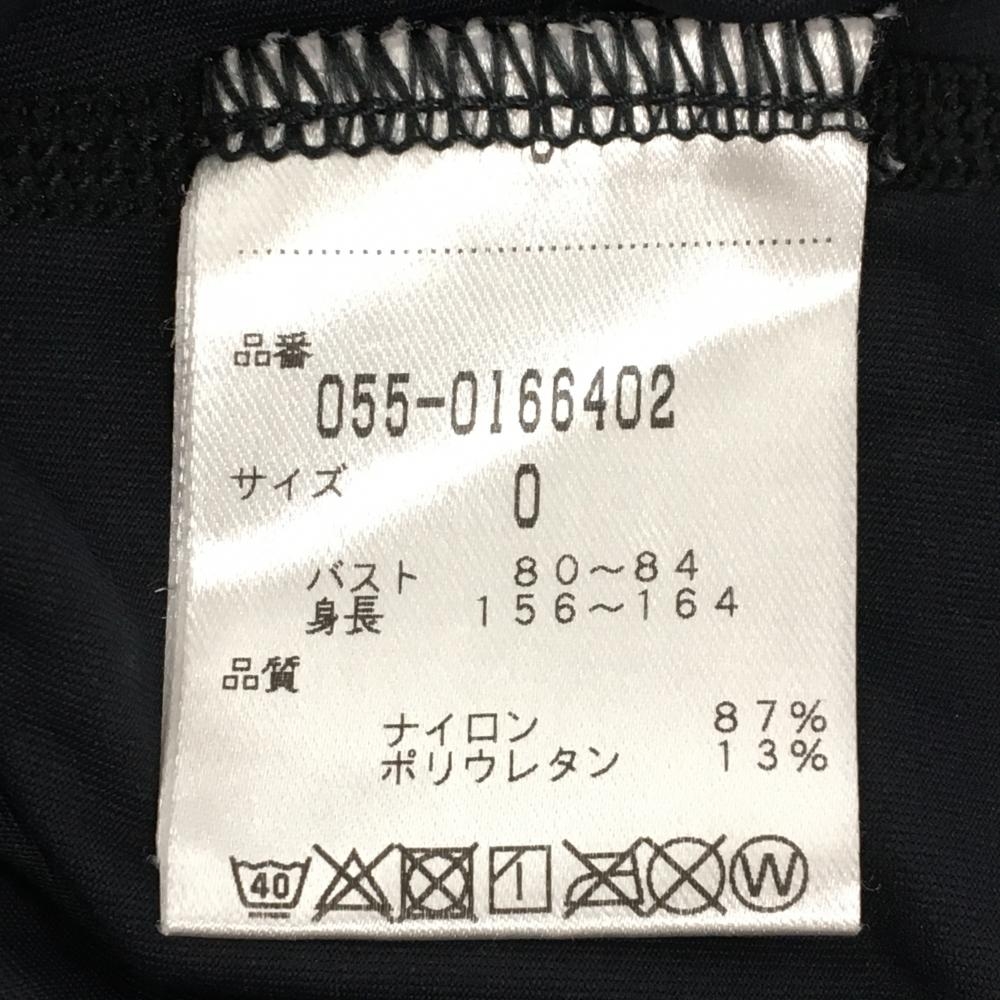 品番
055-0166402
サイズ 0
バスト 80～84
身長 156～164
品質
ナイロン 87%
ポリウレタン 13%
40 W